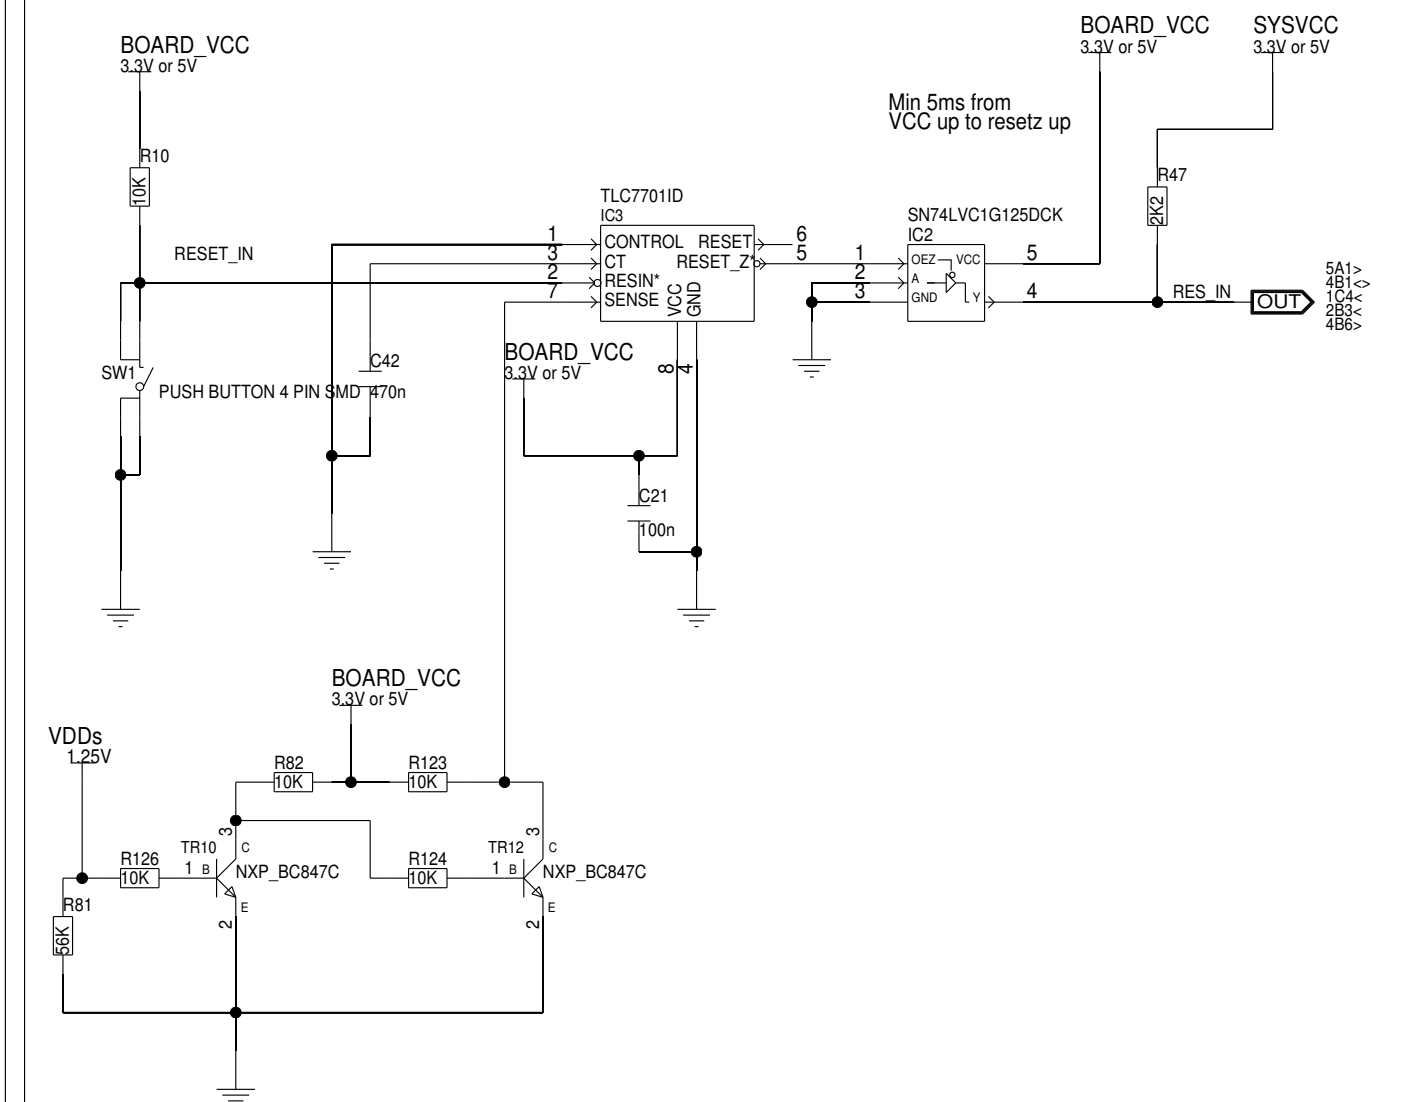 BOARD_VCC
3.3V or 5V
SYSVCC
3.3V or 5V
BOARD_VCC
3.3V or 5V
Min 5ms from
VCC up to resetz up
R10
10K
R47
2K2
TLC7701ID
IC3
SN74LVC1G125DCK
IC2
RESET_IN
1
3
2
7
CONTROL
CT
RESIN*
SENSE
RESET
RESET_Z*
VCC
GND
6
5
8
4
1
2
3
OEZ
A
GND
VCC
Y
5
4
RES_IN
OUT
5A1>
4B1<>
1C4<
2B3<
4B6>
SW1
PUSH BUTTON 4 PIN SMD
C42
470n
BOARD_VCC
3.3V or 5V
C21
100n
BOARD_VCC
3.3V or 5V
VDDs
1.25V
R82
10K
R123
10K
TR10
3
C
NXP_BC847C
R126
10K
1
B
E
2
R81
56K
R124
10K
TR12
1
B
3
C
NXP_BC847C
E
2